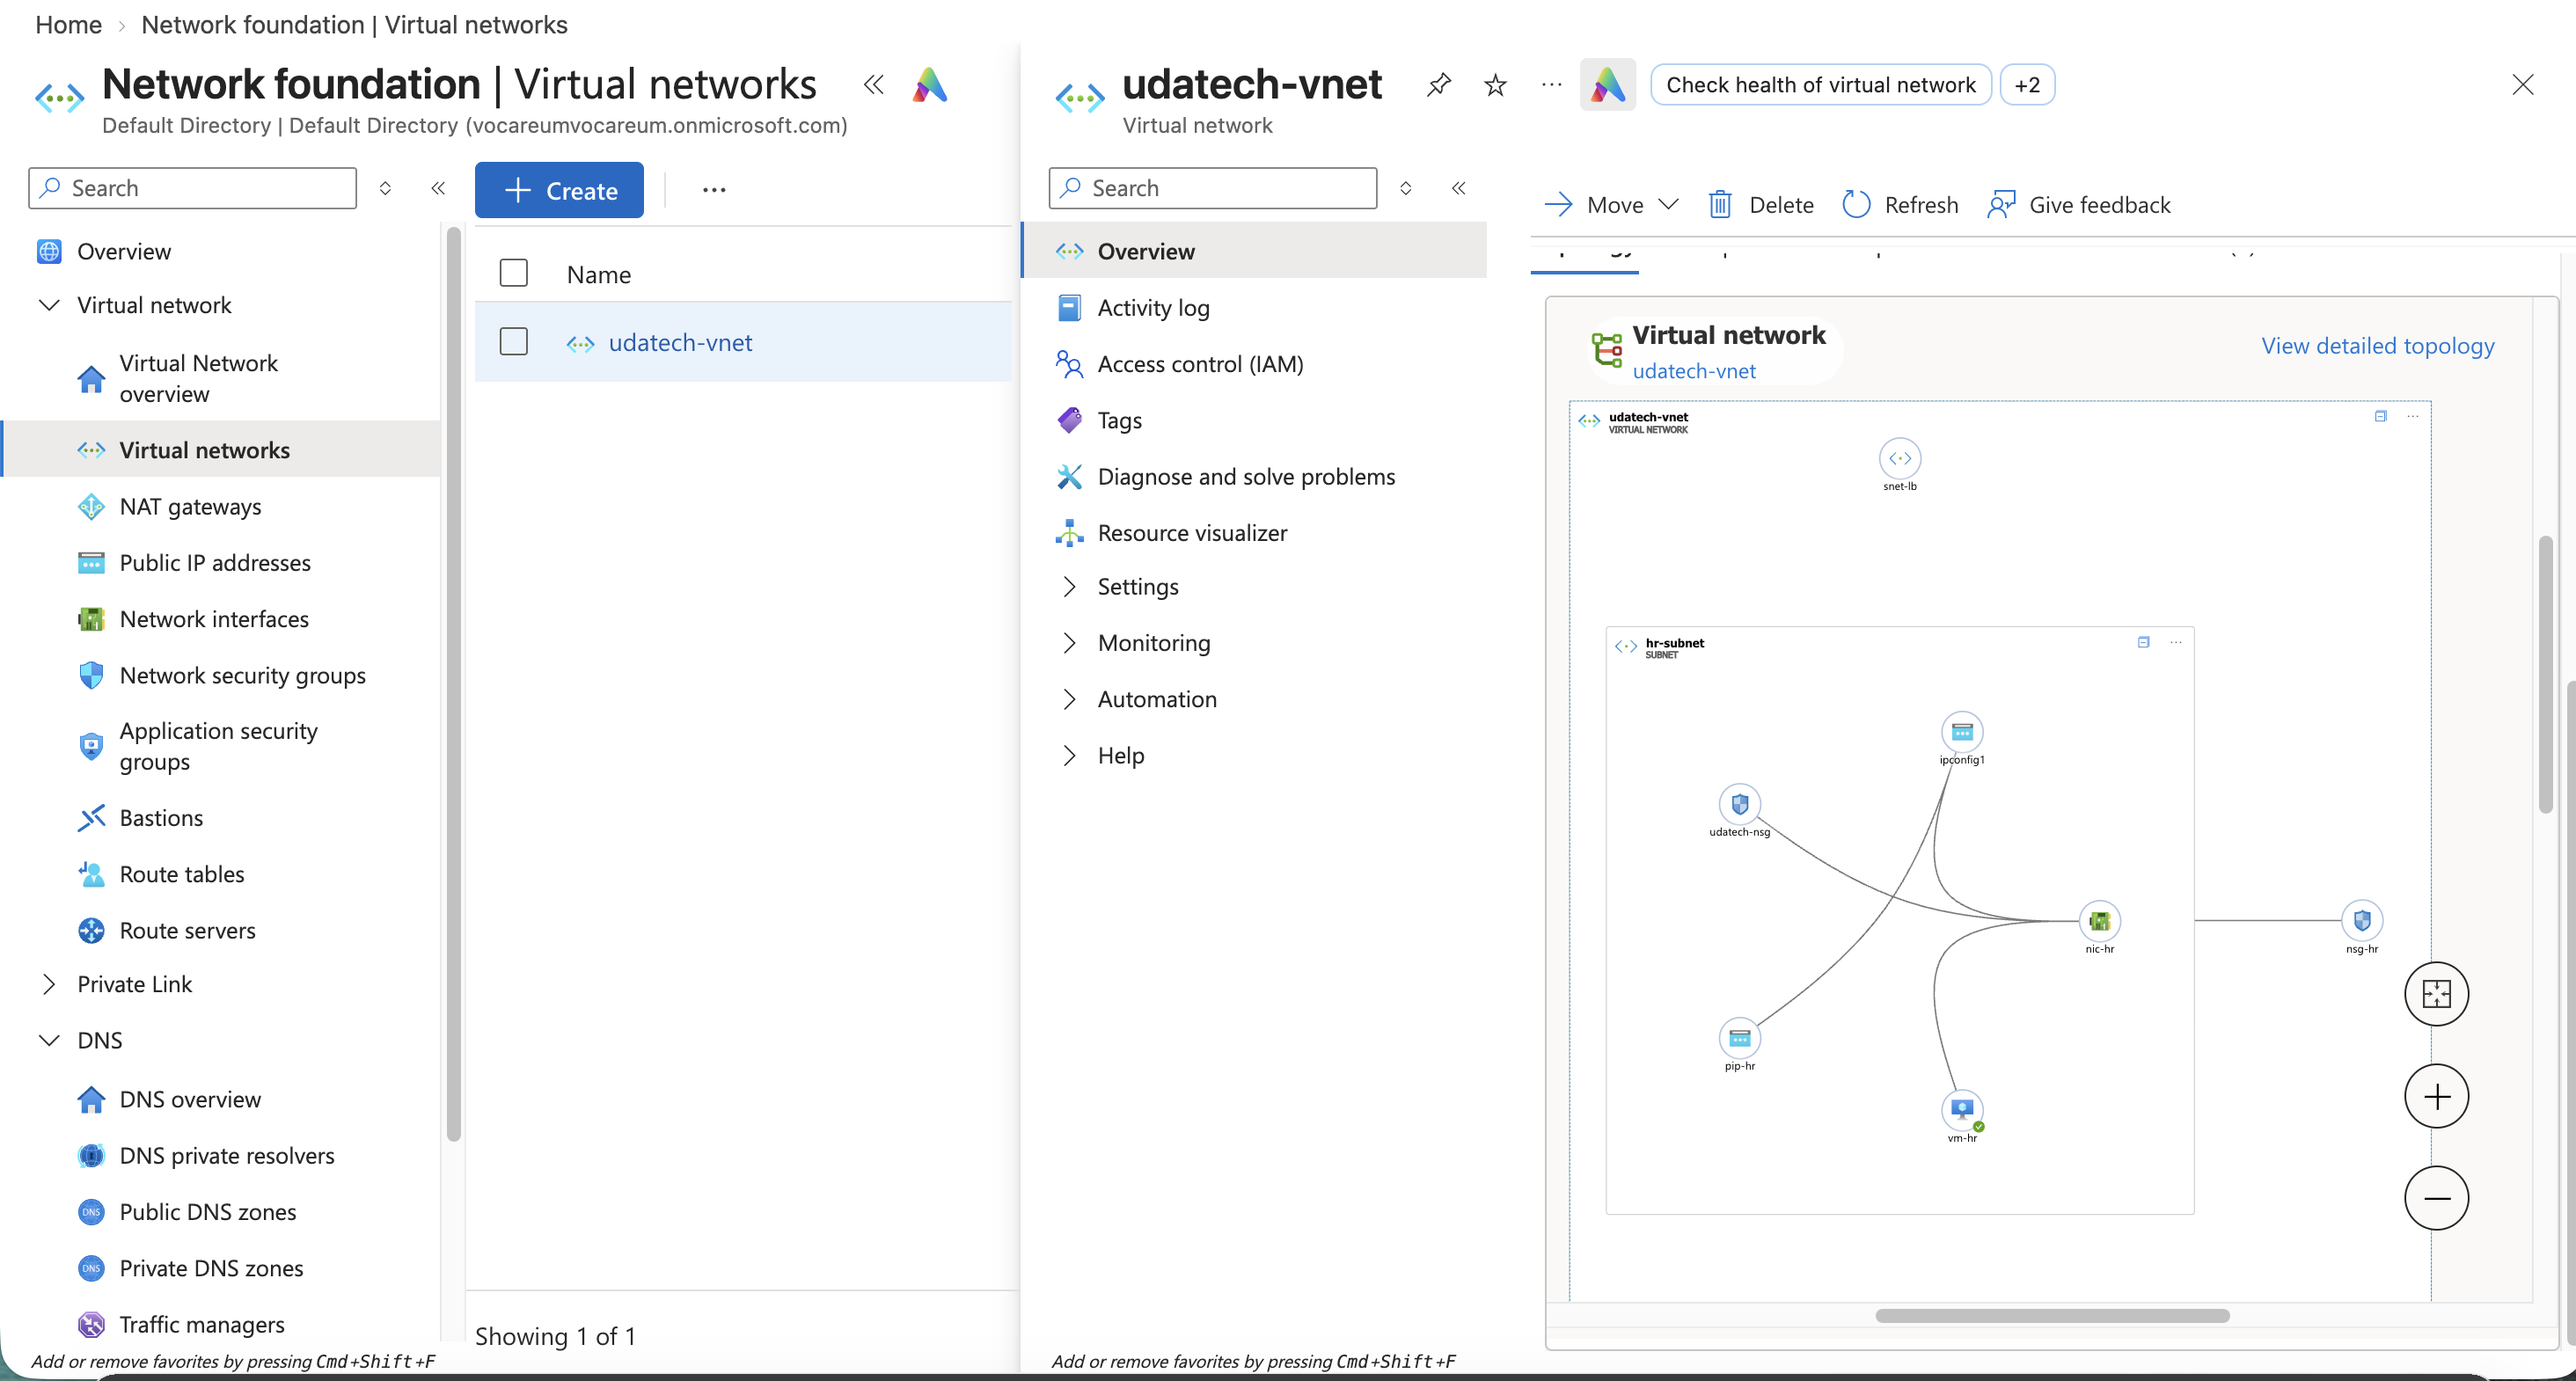 Home > Network foundation | Virtual networks
Network foundation | Virtual networks
Default Directory | Default Directory (vocareumvocareum.onmicrosoft.com)
Search
Create
Overview
Virtual network
Virtual Network
overview
Virtual networks
NAT gateways
Public IP addresses
Network interfaces
Network security groups
Application security
groups
Bastions
Route tables
Route servers
Private Link
DNS
DNS overview
DNS private resolvers
Public DNS zones
Private DNS zones
Traffic managers
Add or remove favorites by pressing Cmd+Shift+F
Name
udatech-vnet
Showing 1 of 1
udatech-vnet
Virtual network
Check health of virtual network
+2
Search
Overview
Activity log
Access control (IAM)
Tags
Diagnose and solve problems
Resource visualizer
Settings
Monitoring
Automation
Help
Add or remove favorites by pressing Cmd+Shift+F
Move
Delete
Refresh
Give feedback
Virtual network
udatech-vnet
View detailed topology
udatech-vnet
VIRTUAL NETWORK
snet-lb
hr-subnet
SUBNET
ipconfig1
udatech-nsg
nic-hr
nsg-hr
pip-hr
vm-hr